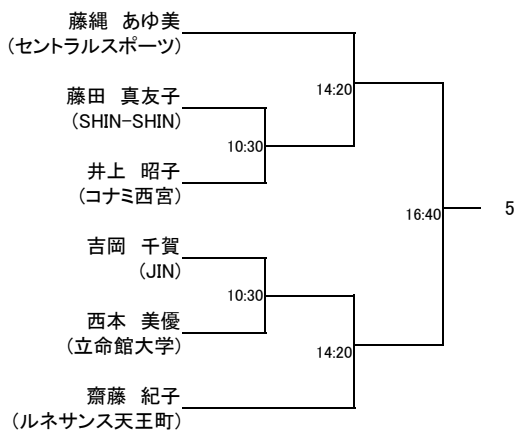 藤縄 あゆ美
(セントラルスポーツ)
14:20
藤田 真友子
(SHIN-SHIN)
10:30
井上 昭子
(コナミ西宮)
16:40
5
吉岡 千賀
(JIN)
10:30
西本 美優
(立命館大学)
14:20
齋藤 紀子
(ルネサンス天王町)